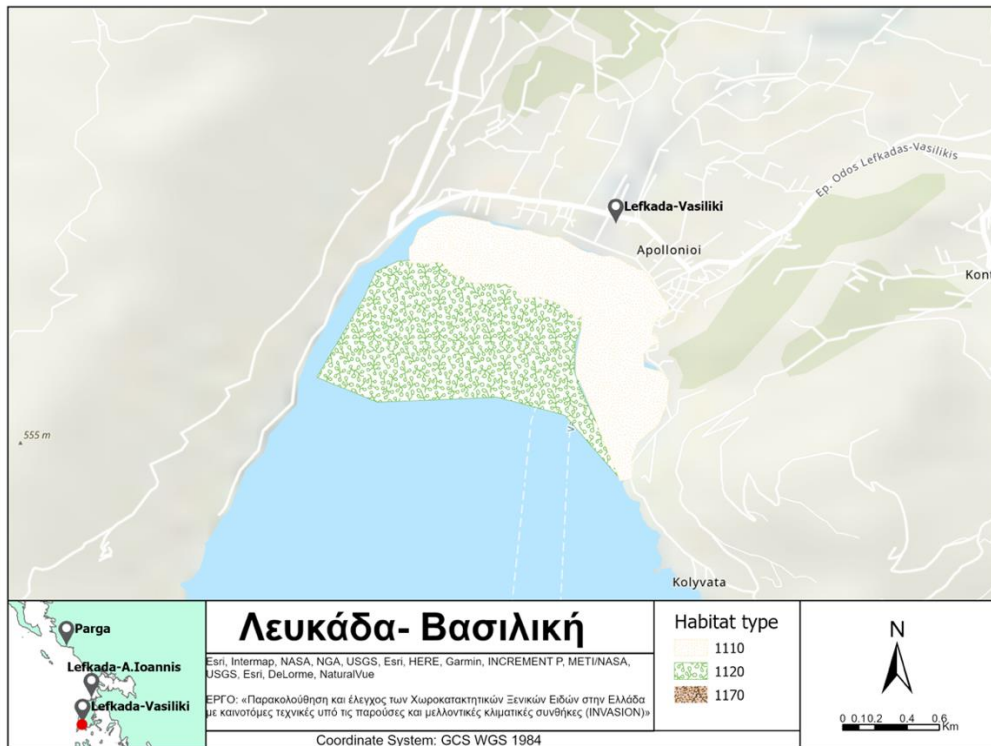 Ep. Odos Lefkadas-Vasilikis
Lefkada-Vasiliki
Apollonioi
Kont
555 m
Kolyvata
Parga
Lefkada-A.Ioannis
Lefkada-Vasiliki
Λευκάδα- Βασιλική
Esri, Intermap, NASA, NGA, USGS, Esri, HERE, Garmin, INCREMENT P, METI/NASA,
USGS, Esri, DeLorme, NaturalVue
ΕΡΓΟ: «Παρακολούθηση και έλεγχος των Χωροκατακτητικών Ξενικών Ειδών στην Ελλάδα
με καινοτόμες τεχνικές υπό τις παρούσες και μελλοντικές κλιματικές συνθήκες (INVASION)»
Coordinate System: GCS WGS 1984
Habitat type
1110
1120
1170
N
0 0.10.2 0.4 0.6
Km